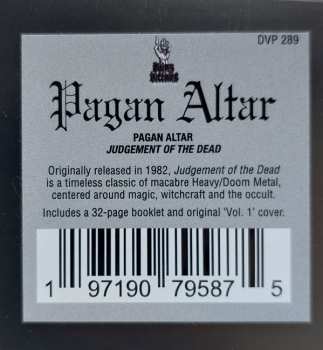 DVP 289
DYING VICTIMS
Pagan Altar
PAGAN ALTAR
JUDGEMENT OF THE DEAD
Originally released in 1982, Judgement of the Dead
is a timeless classic of macabre Heavy/Doom Metal,
centered around magic, witchcraft and the occult.
Includes a 32-page booklet and original 'Vol. 1' cover.
1 97190 79587 5